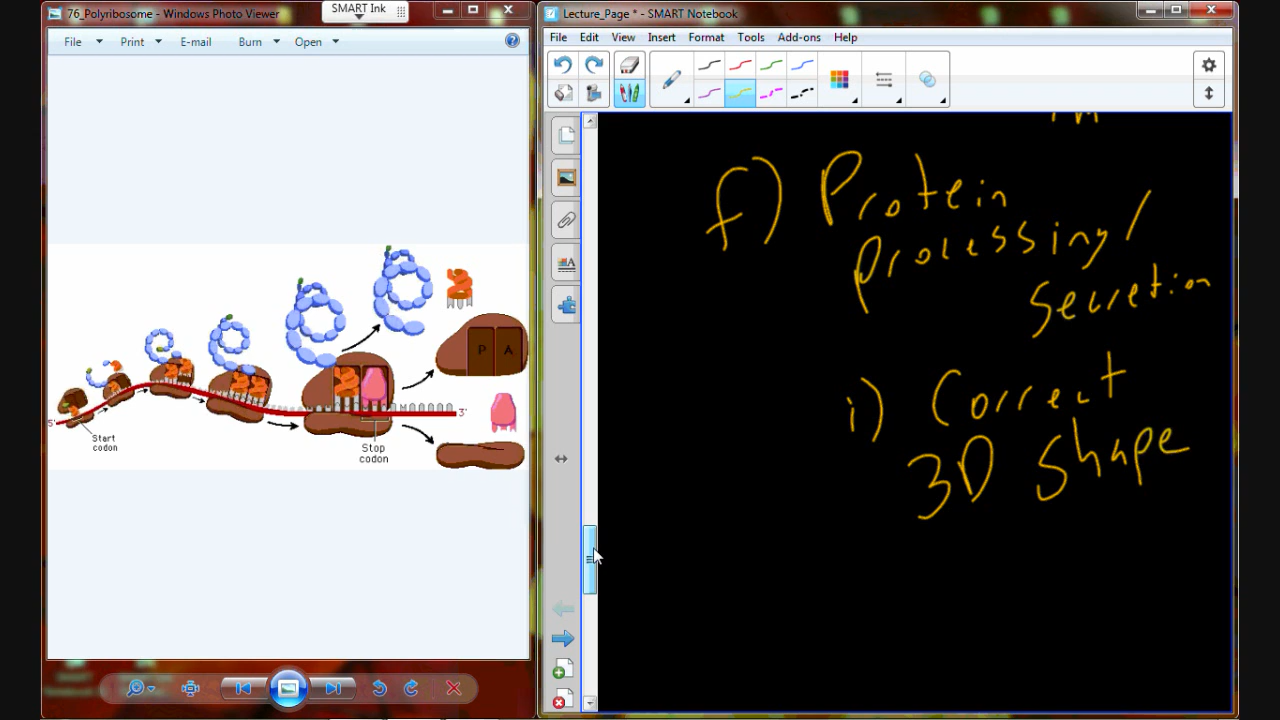 76_Polyribosome - Windows Photo Viewer
SMART Ink
File Print E-mail Burn Open
5'
Start
codon
Stop
codon
3'
P A
Lecture_Page * - SMART Notebook
File Edit View Insert Format Tools Add-ons Help
f) Protein
Processing/
Secretion
i) Correct
3D Shape